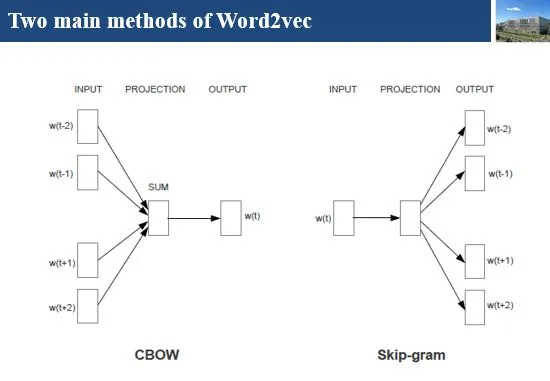 Two main methods of Word2vec
INPUT PROJECTION OUTPUT
w(t-2)
w(t-1)
SUM
w(t)
w(t+1)
w(t+2)
CBOW
INPUT PROJECTION OUTPUT
w(t-2)
w(t-1)
w(t)
w(t+1)
w(t+2)
Skip-gram